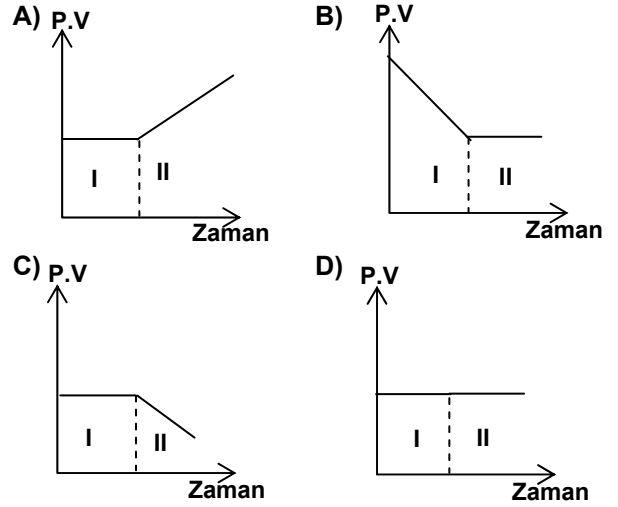 A) P.V
I II
Zaman
B) P.V
I II
Zaman
C) P.V
I II
Zaman
D) P.V
I II
Zaman